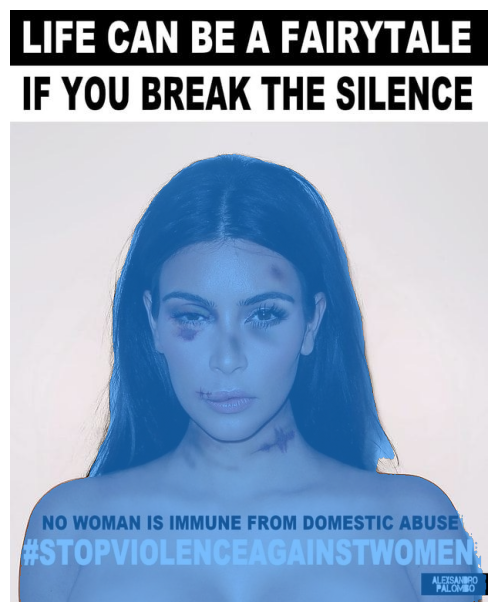 LIFE CAN BE A FAIRYTALE
IF YOU BREAK THE SILENCE
NO WOMAN IS IMMUNE FROM DOMESTIC ABUSE
#STOPVIOLENCEAGAINSTWOMEN
ALEXSANDRO
PALOMBO